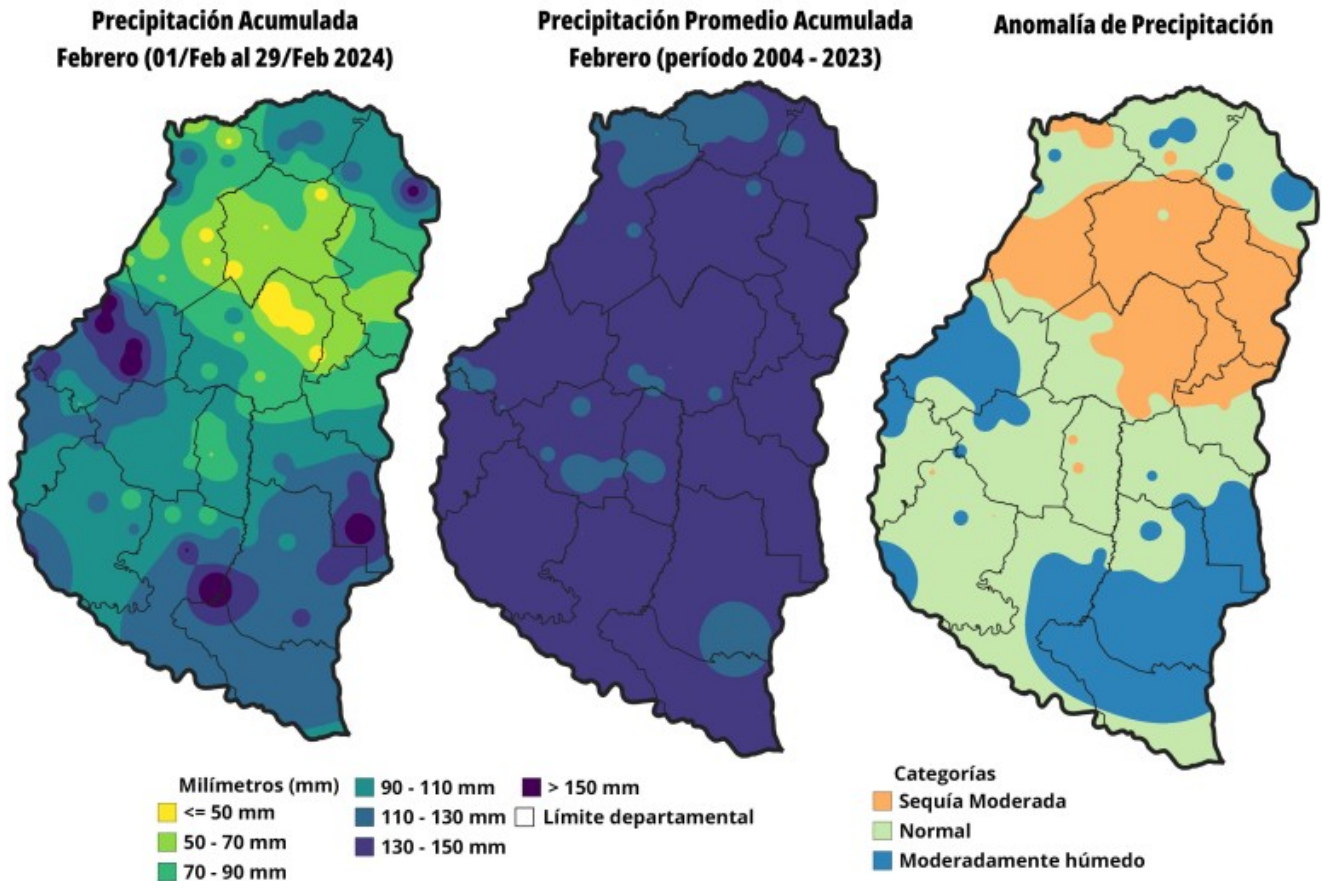 Precipitación Acumulada
Febrero (01/Feb al 29/Feb 2024)
Precipitación Promedio Acumulada
Febrero (período 2004 - 2023)
Anomalía de Precipitación
Milímetros (mm)
<= 50 mm
50 - 70 mm
70 - 90 mm
90 - 110 mm
110 - 130 mm
130 - 150 mm
> 150 mm
Límite departamental
Categorías
Sequía Moderada
Normal
Moderadamente húmedo